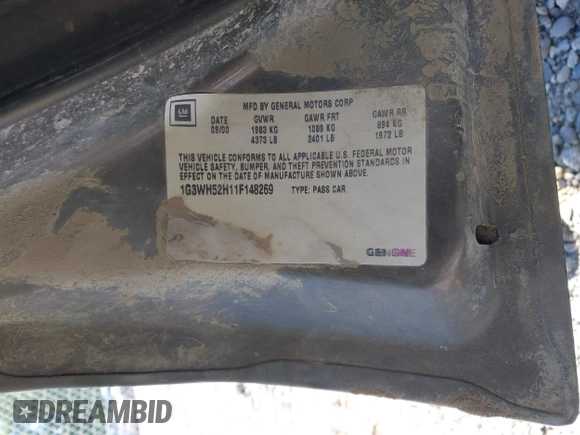 GM
MFD BY GENERAL MOTORS CORP
DATE GVWR GAWR FRT GAWR RR
09/00 1983 KG 1089 KG 894 KG
4373 LB 2401 LB 1972 LB
THIS VEHICLE CONFORMS TO ALL APPLICABLE U.S. FEDERAL MOTOR
VEHICLE SAFETY, BUMPER, AND THEFT PREVENTION STANDARDS IN
EFFECT ON THE DATE OF MANUFACTURE SHOWN ABOVE.
1G3WH52H11F148269 TYPE: PASS CAR
DREAMBID